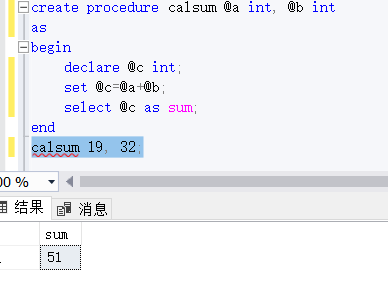 create procedure calsum @a int, @b int
as
begin
declare @c int;
set @c=@a+@b;
select @c as sum;
end
calsum 19, 32;
00 %
结果 消息
sum
51